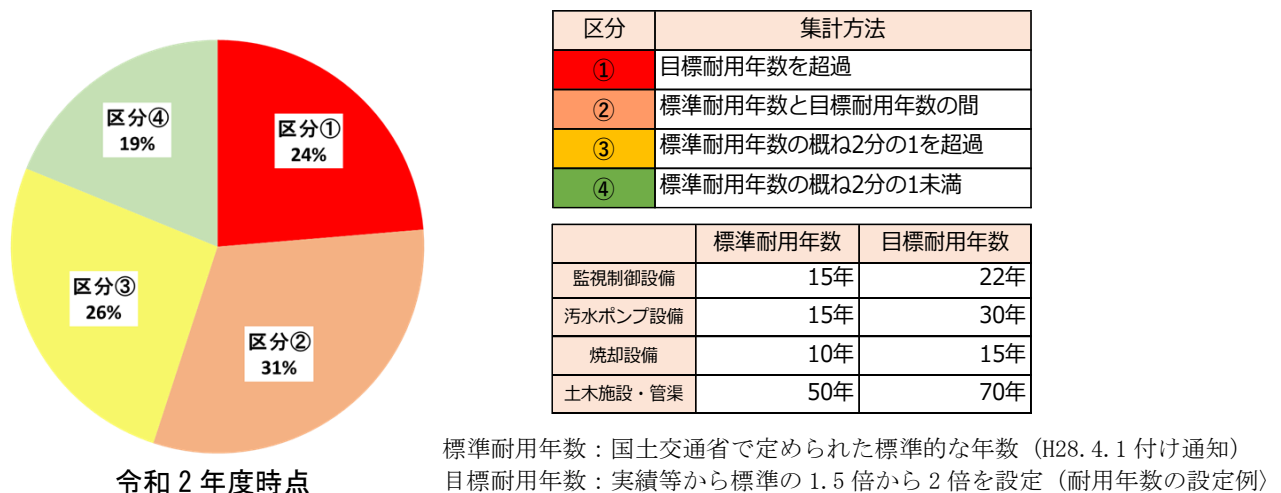 区分④
19%
区分①
24%
区分③
26%
区分②
31%
令和２年度時点
区分 集計方法
① 目標耐用年数を超過
② 標準耐用年数と目標耐用年数の間
③ 標準耐用年数の概ね2分の1を超過
④ 標準耐用年数の概ね2分の1未満
標準耐用年数 目標耐用年数
監視制御設備 15年 22年
汚水ポンプ設備 15年 30年
焼却設備 10年 15年
土木施設・管渠 50年 70年
標準耐用年数：国土交通省で定められた標準的な年数（H28.4.1 付け通知）
目標耐用年数：実績等から標準の 1.5 倍から 2 倍を設定（耐用年数の設定例〉